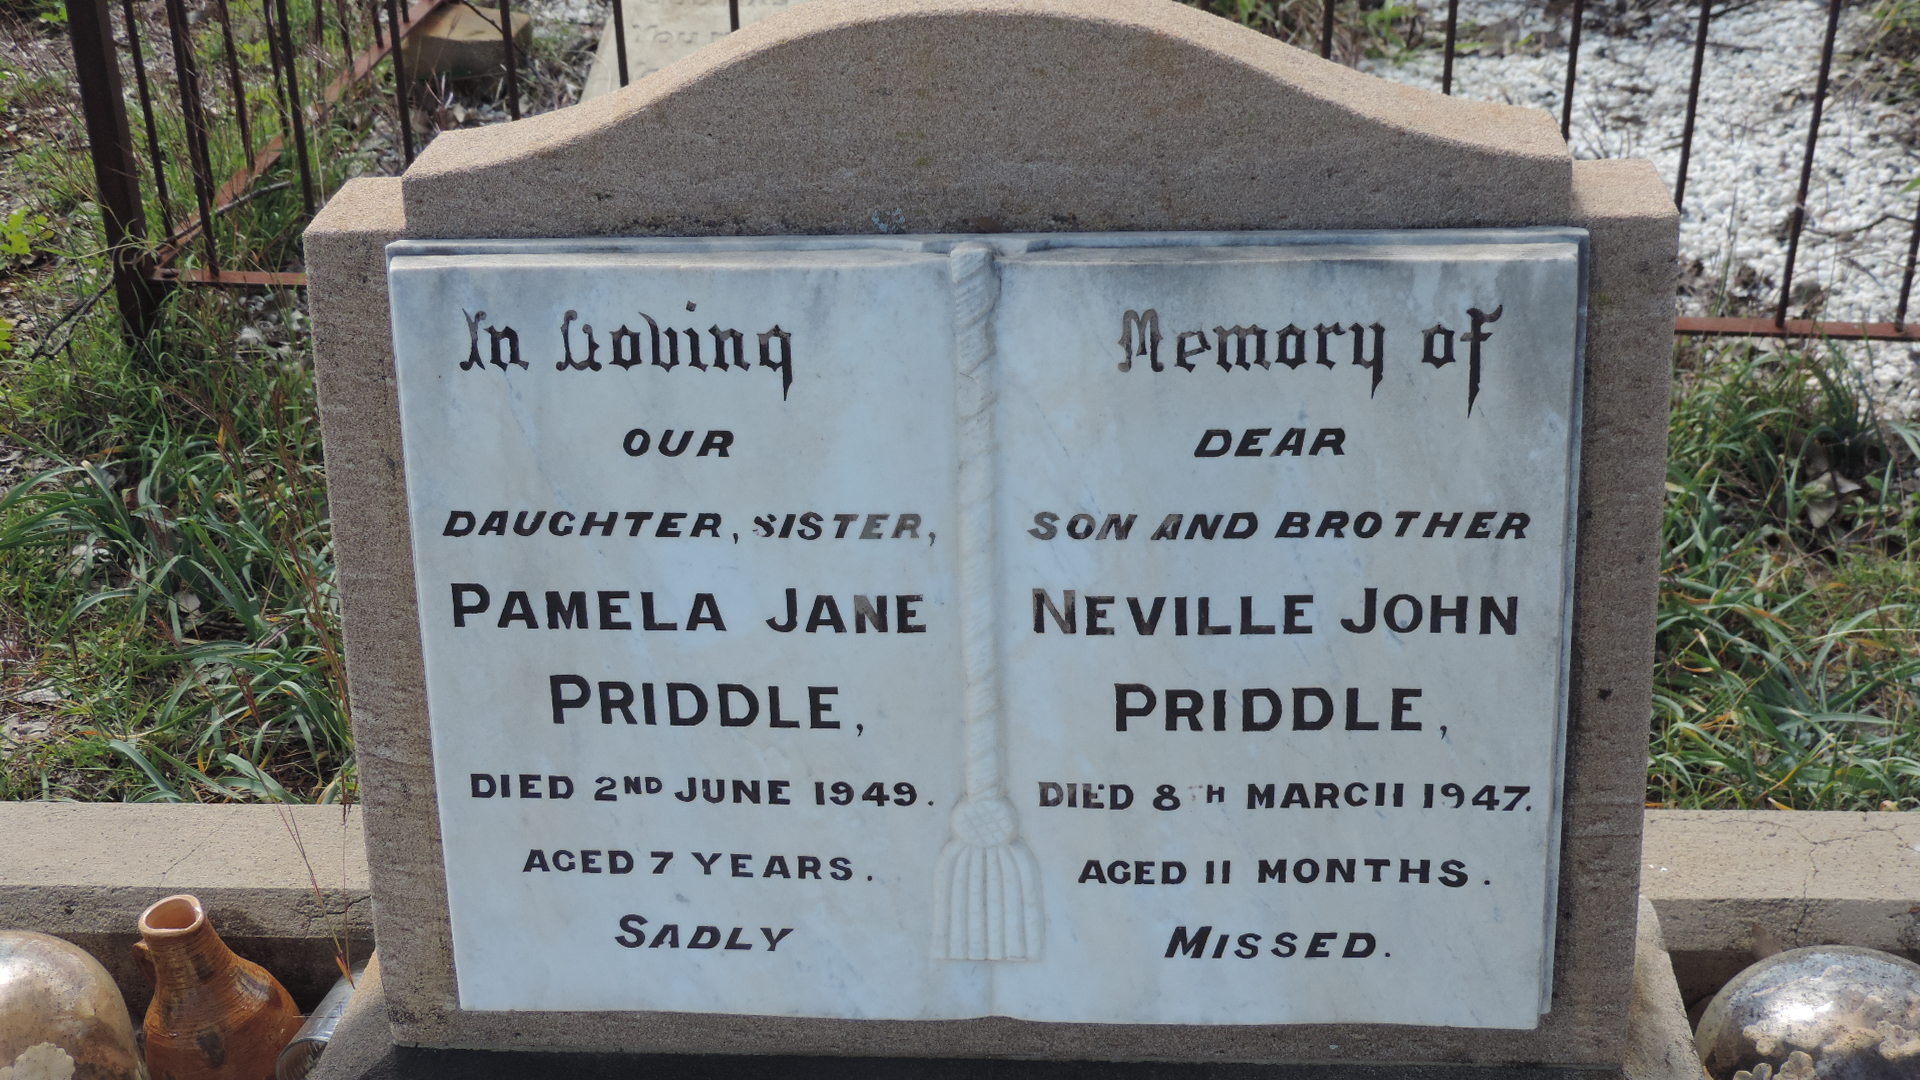 In Loving
OUR
DAUGHTER, SISTER,
PAMELA JANE
PRIDDLE,
DIED 2ND JUNE 1949.
AGED 7 YEARS.
SADLY
Memory of
DEAR
SON AND BROTHER
NEVILLE JOHN
PRIDDLE,
DIED 8TH MARCH 1947.
AGED 11 MONTHS.
MISSED.